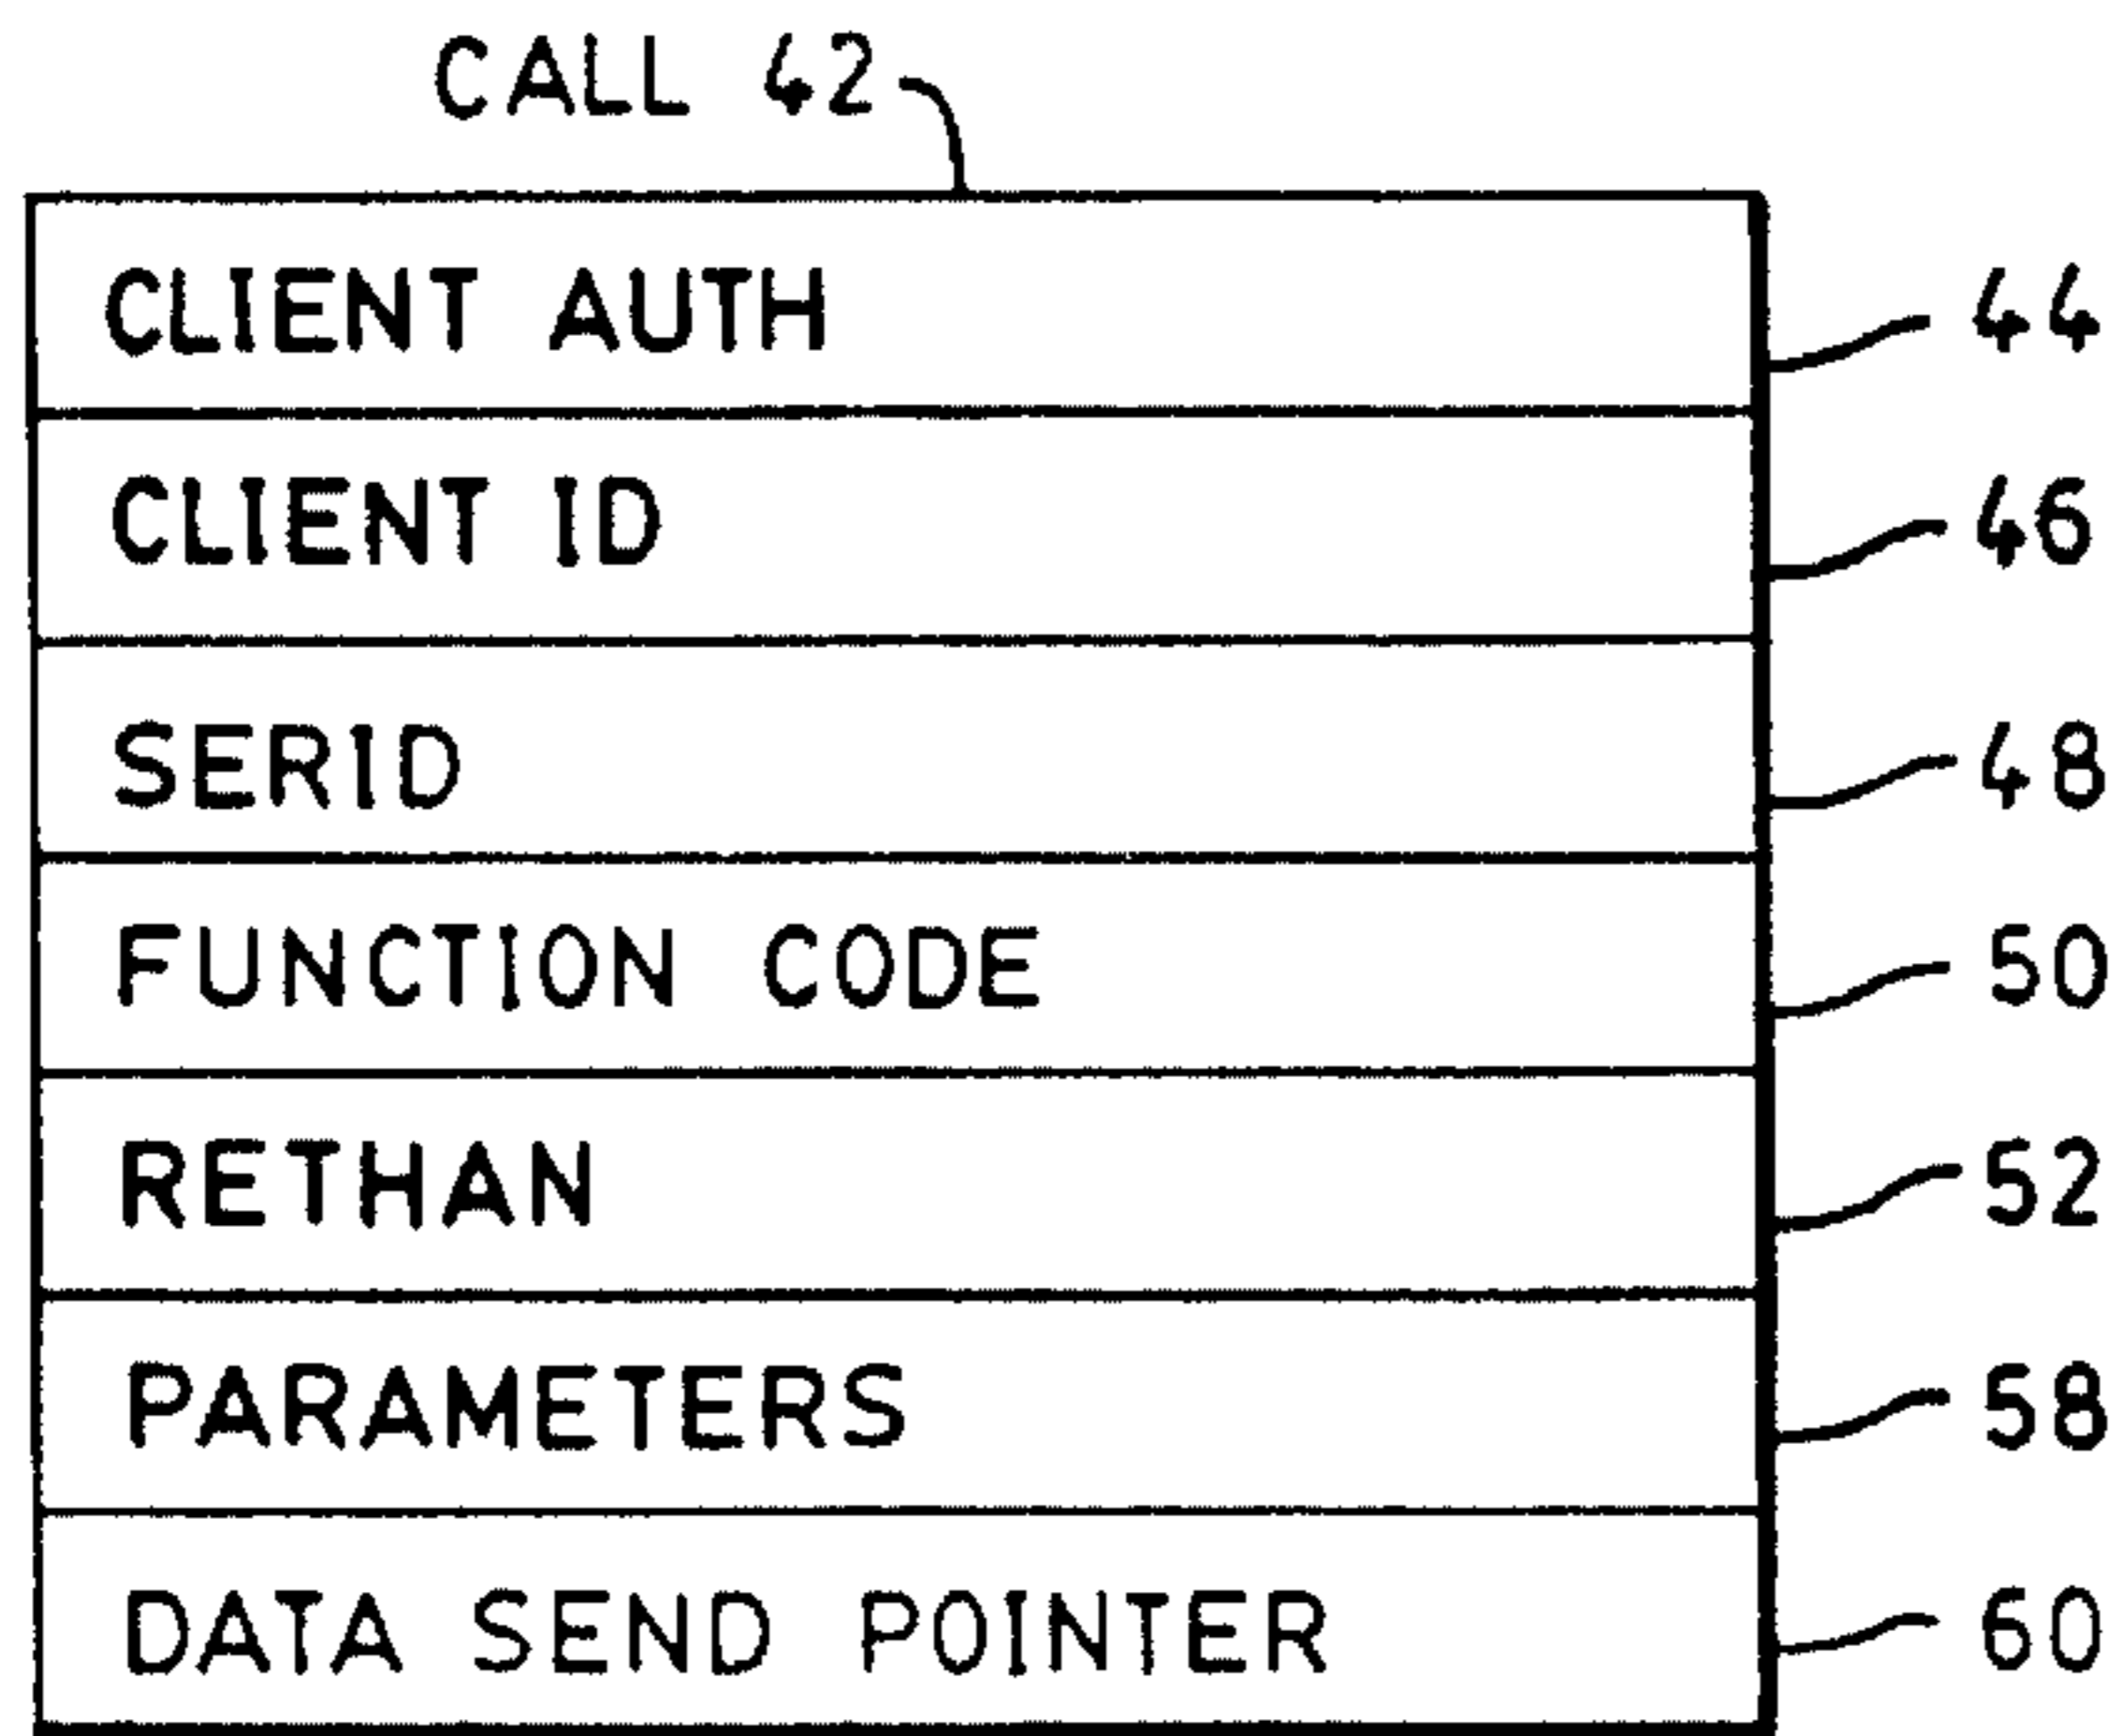 CALL 42
CLIENT AUTH 44
CLIENT ID 46
SERID 48
FUNCTION CODE 50
RETHAN 52
PARAMETERS 58
DATA SEND POINTER 60